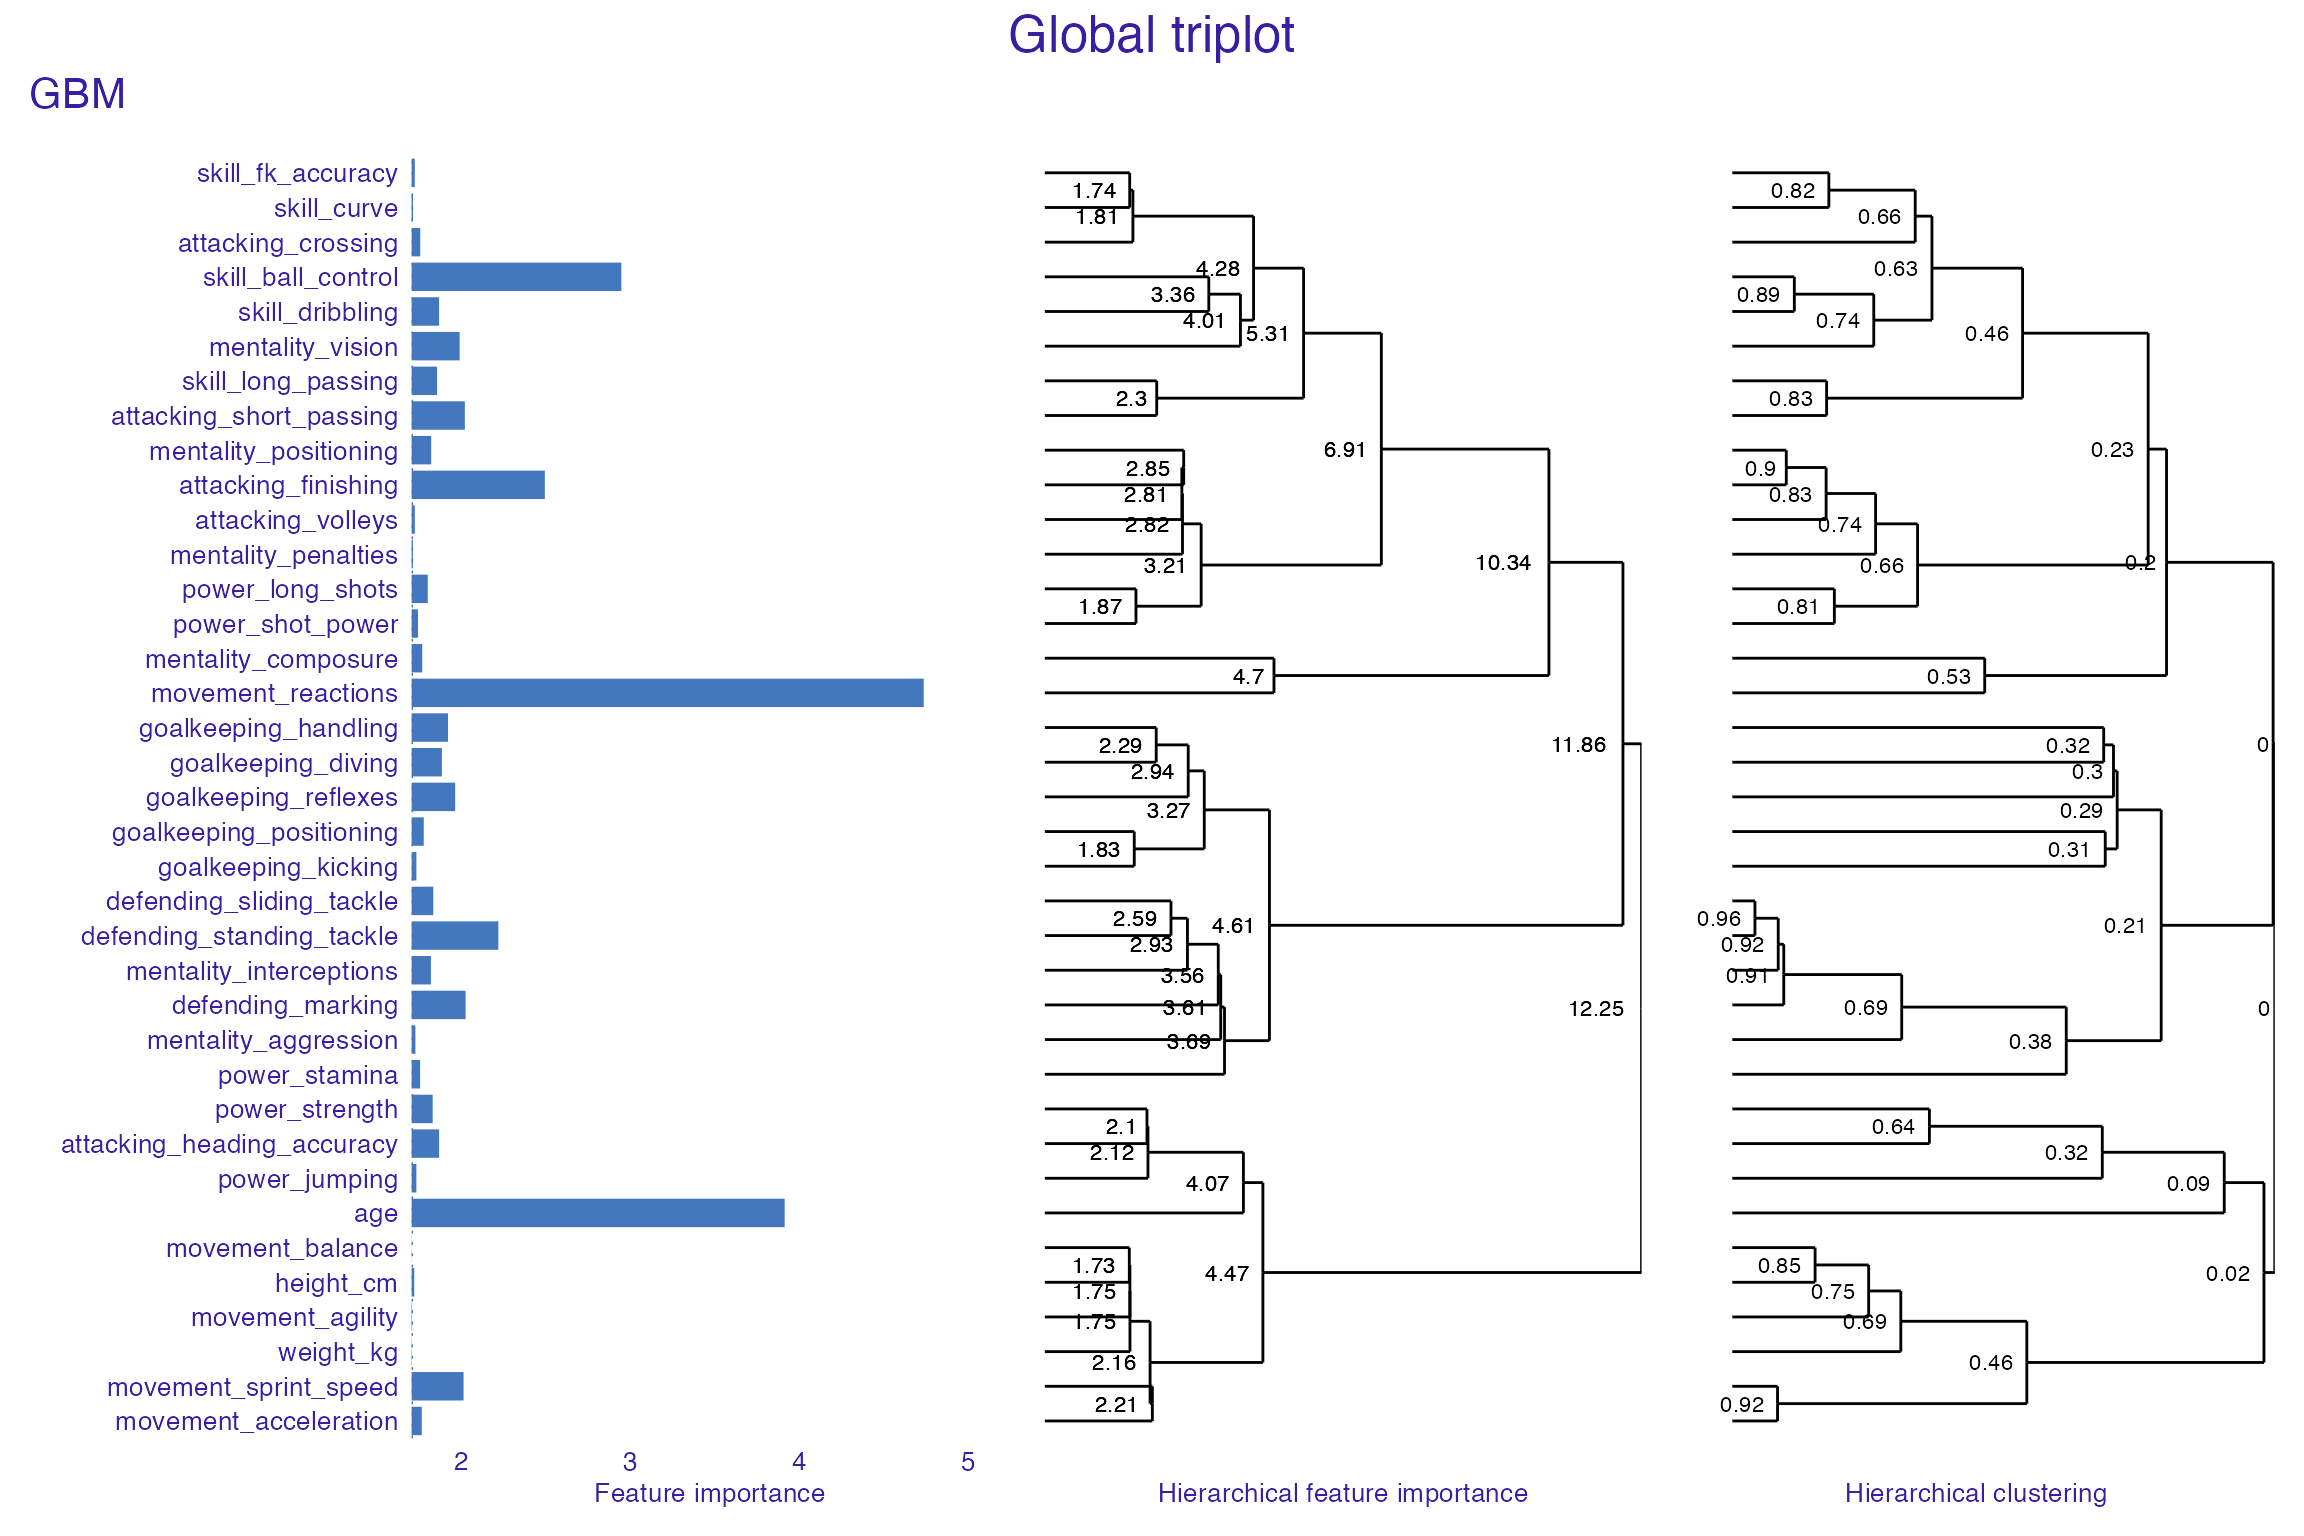 Global triplot
GBM
skill_fk_accuracy
skill_curve
attacking_crossing
skill_ball_control
skill_dribbling
mentality_vision
skill_long_passing
attacking_short_passing
mentality_positioning
attacking_finishing
attacking_volleys
mentality_penalties
power_long_shots
power_shot_power
mentality_composure
movement_reactions
goalkeeping_handling
goalkeeping_diving
goalkeeping_reflexes
goalkeeping_positioning
goalkeeping_kicking
defending_sliding_tackle
defending_standing_tackle
mentality_interceptions
defending_marking
mentality_aggression
power_stamina
power_strength
attacking_heading_accuracy
power_jumping
age
movement_balance
height_cm
movement_agility
weight_kg
movement_sprint_speed
movement_acceleration
2 3 4 5
Feature importance
1.74
1.81
4.28
3.36
4.01
5.31
2.3
6.91
2.85
2.81
2.82
10.34
3.21
1.87
4.7
11.86
2.29
2.94
3.27
1.83
2.59
4.61
2.93
3.56
3.61
12.25
3.69
2.1
2.12
4.07
1.73
4.47
1.75
1.75
2.16
2.21
Hierarchical feature importance
0.82
0.66
0.63
0.89
0.74
0.46
0.83
0.23
0.9
0.83
0.74
0.2
0.66
0.81
0.53
0
0.32
0.3
0.29
0.31
0.96
0.21
0.92
0.91
0.69
0
0.38
0.64
0.32
0.09
0.85
0.02
0.75
0.69
0.46
0.92
Hierarchical clustering